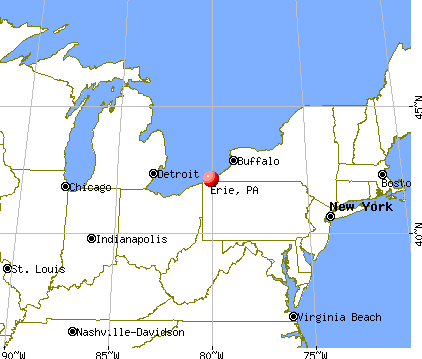 45°N
Buffalo
Detroit
Boston
Chicago
Erie, PA
New York
40°N
Indianapolis
St. Louis
Virginia Beach
Nashville-Davidson
90°W
85°W
80°W
75°W